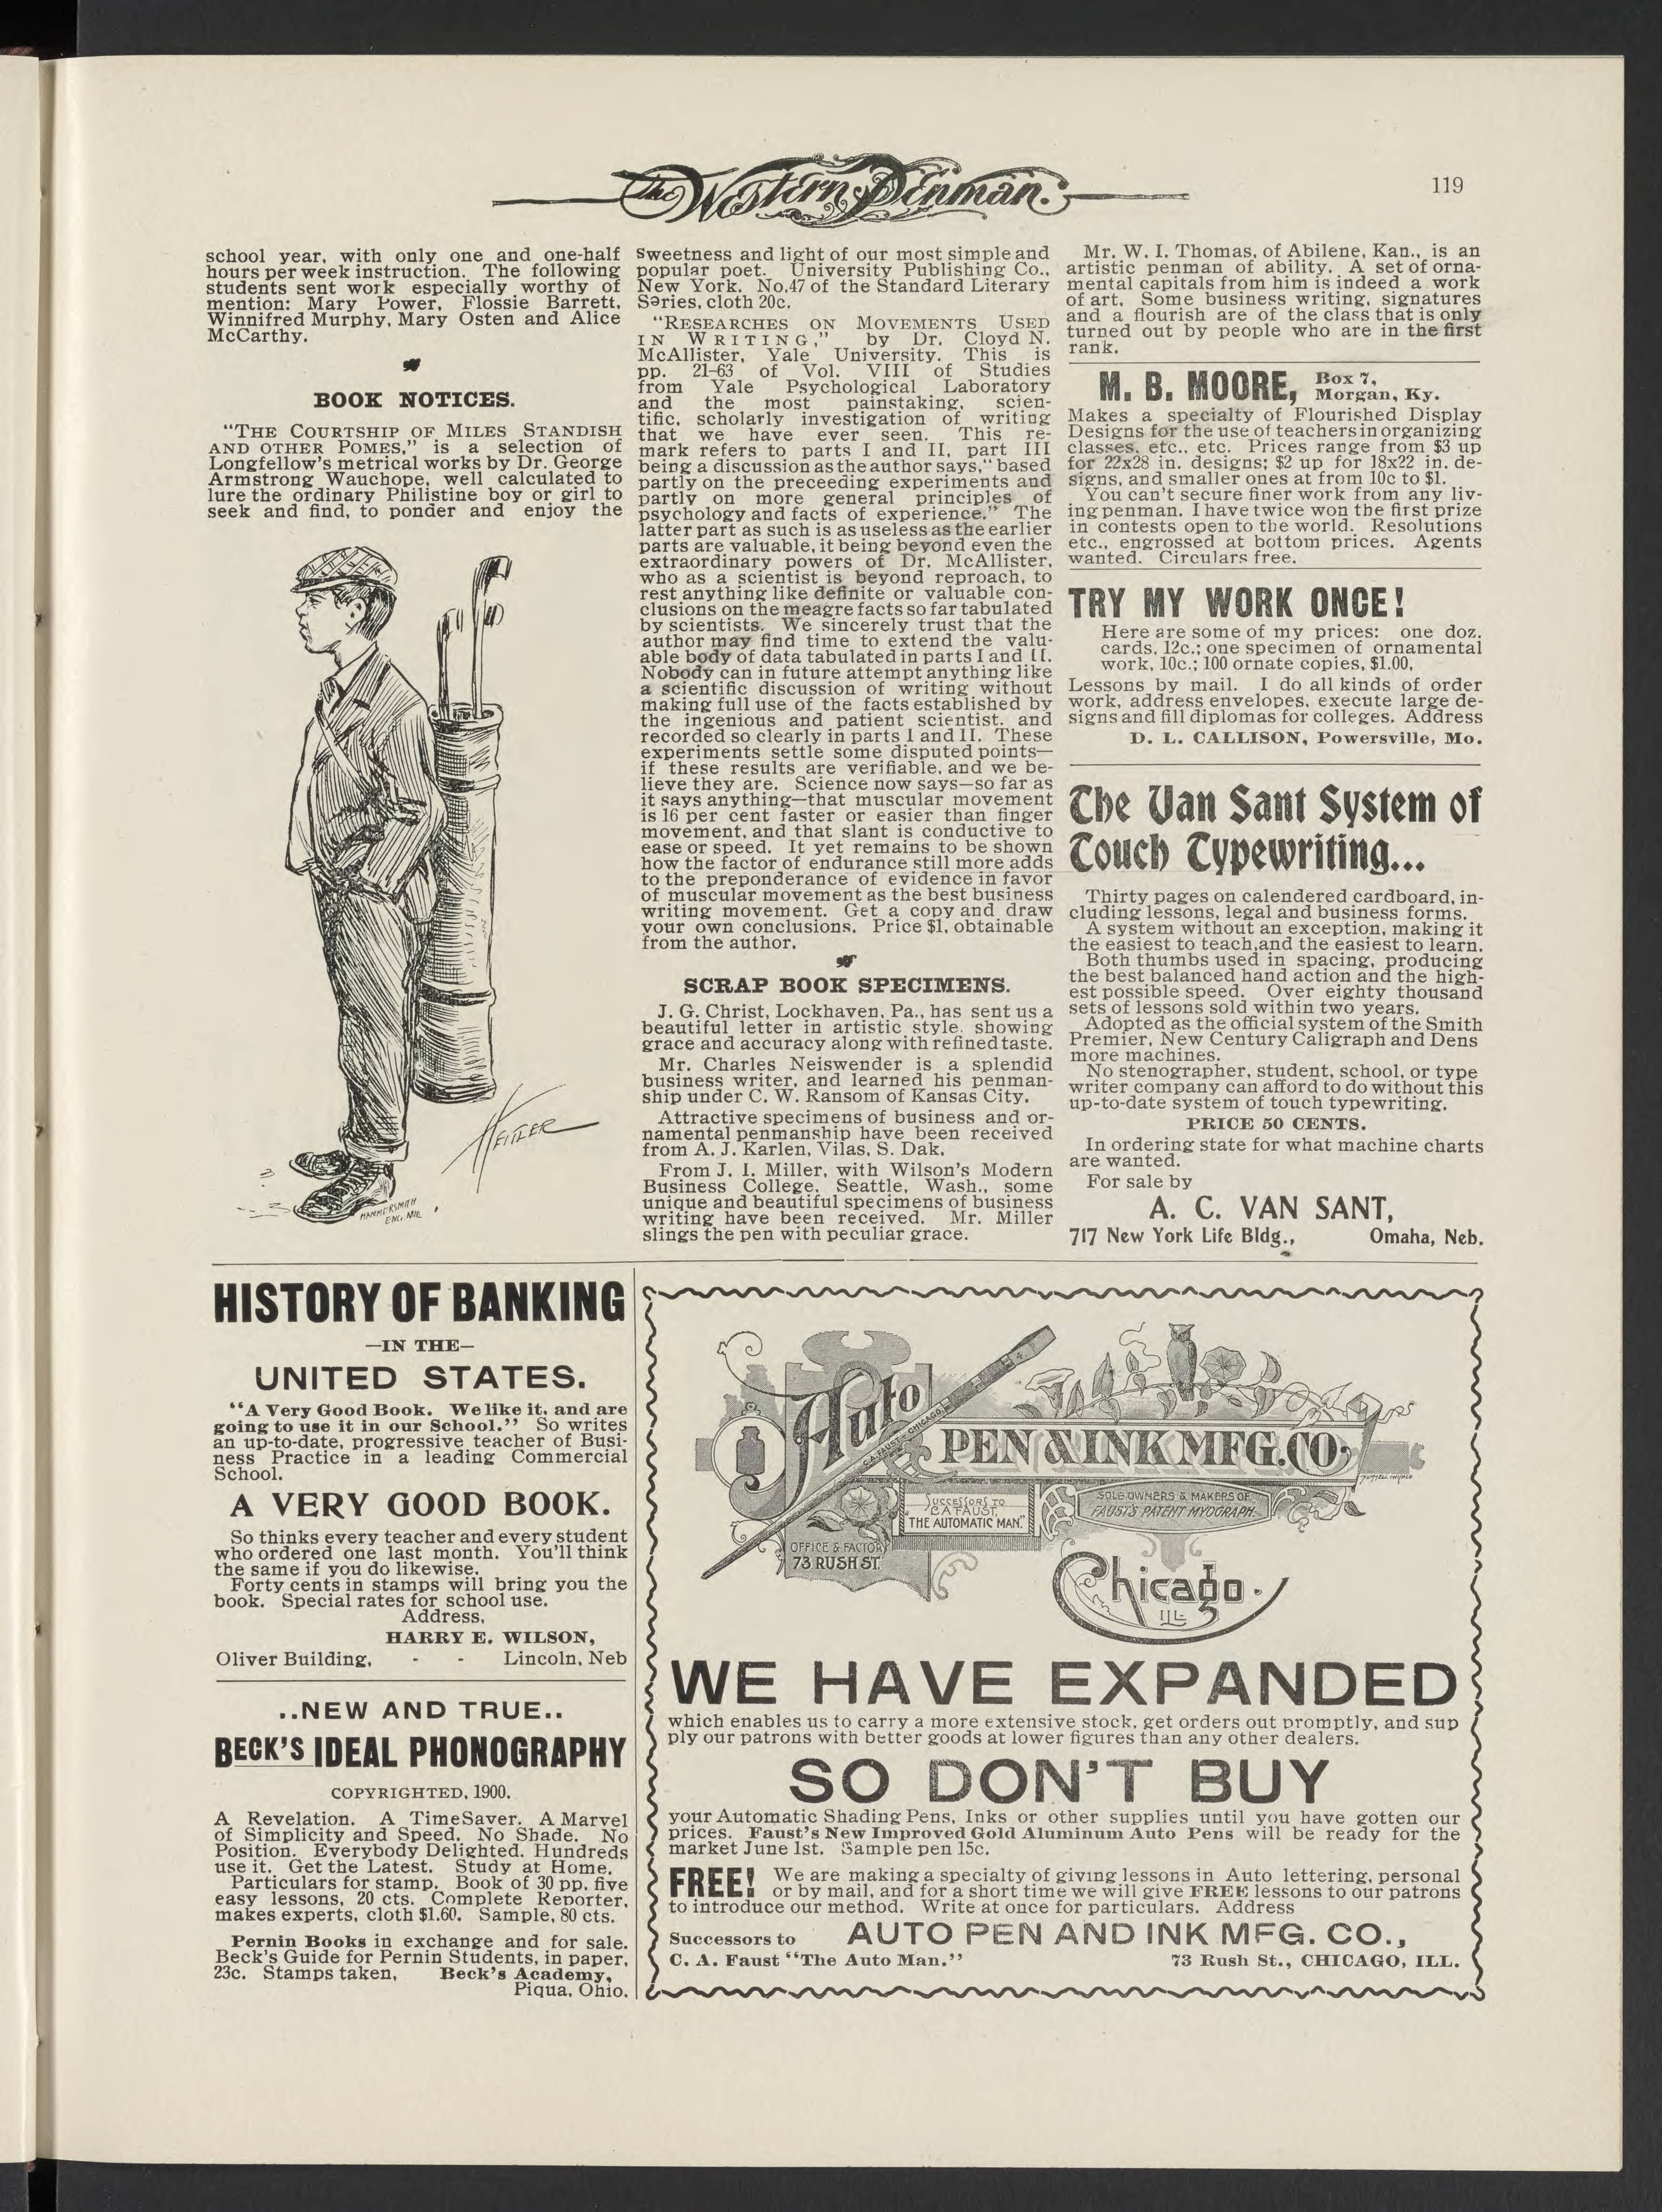 The Western Penman.
119
school year, with only one and one-half
hours per week instruction. The following
students sent work especially worthy of
mention: Mary Power, Flossie Barrett,
Winnifred Murphy, Mary Osten and Alice
McCarthy.
BOOK NOTICES.
"THE COURTSHIP OF MILES STANDISH
AND OTHER POMES," is a selection of
Longfellow's metrical works by Dr. George
Armstrong Wauchope, well calculated to
lure the ordinary Philistine boy or girl to
seek and find, to ponder and enjoy the
HEITLER
HAMMERSMITH
ENG. MIL
sweetness and light of our most simple and
popular poet. University Publishing Co.,
New York. No.47 of the Standard Literary
Series, cloth 20c.
"RESEARCHES ON MOVEMENTS USED
IN WRITING," by Dr. Cloyd N.
McAllister, Yale University. This is
pp. 21-63 of Vol. VIII of Studies
from Yale Psychological Laboratory
and the most painstaking, scien-
tific, scholarly investigation of writing
that we have ever seen. This re-
mark refers to parts I and II, part III
being a discussion as the author says, "based
partly on the preceeding experiments and
partly on more general principles of
psychology and facts of experience." The
latter part as such is as useless as the earlier
parts are valuable, it being beyond even the
extraordinary powers of Dr. McAllister,
who as a scientist is beyond reproach, to
rest anything like definite or valuable con-
clusions on the meagre facts so far tabulated
by scientists. We sincerely trust that the
author may find time to extend the valu-
able body of data tabulated in parts I and II.
Nobody can in future attempt anything like
a scientific discussion of writing without
making full use of the facts established by
the ingenious and patient scientist, and
recorded so clearly in parts I and II. These
experiments settle some disputed points—
if these results are verifiable, and we be-
lieve they are. Science now says—so far as
it says anything—that muscular movement
is 16 per cent faster or easier than finger
movement, and that slant is conductive to
ease or speed. It yet remains to be shown
how the factor of endurance still more adds
to the preponderance of evidence in favor
of muscular movement as the best business
writing movement. Get a copy and draw
your own conclusions. Price $1, obtainable
from the author.
SCRAP BOOK SPECIMENS.
J. G. Christ, Lockhaven, Pa., has sent us a
beautiful letter in artistic style, showing
grace and accuracy along with refined taste.
Mr. Charles Neiswender is a splendid
business writer, and learned his penman-
ship under C. W. Ransom of Kansas City.
Attractive specimens of business and or-
namental penmanship have been received
from A. J. Karlen, Vilas, S. Dak.
From J. I. Miller, with Wilson's Modern
Business College, Seattle, Wash., some
unique and beautiful specimens of business
writing have been received. Mr. Miller
slings the pen with peculiar grace.
Mr. W. I. Thomas, of Abilene, Kan., is an
artistic penman of ability. A set of orna-
mental capitals from him is indeed a work
of art. Some business writing, signatures
and a flourish are of the class that is only
turned out by people who are in the first
rank.
M. B. MOORE, Box 7,
Morgan, Ky.
Makes a specialty of Flourished Display
Designs for the use of teachers in organizing
classes, etc., etc. Prices range from $3 up
for 22x28 in. designs; $2 up for 18x22 in. de-
signs, and smaller ones at from 10c to $1.
You can't secure finer work from any liv-
ing penman. I have twice won the first prize
in contests open to the world. Resolutions
etc., engrossed at bottom prices. Agents
wanted. Circulars free.
TRY MY WORK ONCE!
Here are some of my prices: one doz.
cards, 12c.; one specimen of ornamental
work, 10c.; 100 ornate copies, $1.00.
Lessons by mail. I do all kinds of order
work, address envelopes, execute large de-
signs and fill diplomas for colleges. Address
D. L. CALLISON, Powersville, Mo.
The Van Sant System of
Touch Typewriting...
Thirty pages on calendered cardboard, in-
cluding lessons, legal and business forms.
A system without an exception, making it
the easiest to teach, and the easiest to learn.
Both thumbs used in spacing, producing
the best balanced hand action and the high-
est possible speed. Over eighty thousand
sets of lessons sold within two years.
Adopted as the official system of the Smith
Premier, New Century Caligraph and Dens
more machines.
No stenographer, student, school, or type
writer company can afford to do without this
up-to-date system of touch typewriting.
PRICE 50 CENTS.
In ordering state for what machine charts
are wanted.
For sale by
A. C. VAN SANT,
717 New York Life Bldg., Omaha, Neb.
HISTORY OF BANKING
—IN THE—
UNITED STATES.
"A Very Good Book. We like it, and are
going to use it in our School." So writes
an up-to-date, progressive teacher of Busi-
ness Practice in a leading Commercial
School.
A VERY GOOD BOOK.
So thinks every teacher and every student
who ordered one last month. You'll think
the same if you do likewise.
Forty cents in stamps will bring you the
book. Special rates for school use.
Address,
HARRY E. WILSON,
Oliver Building, - - Lincoln, Neb
..NEW AND TRUE..
BECK'S IDEAL PHONOGRAPHY
COPYRIGHTED, 1900.
A Revelation. A TimeSaver. A Marvel
of Simplicity and Speed. No Shade. No
Position. Everybody Delighted. Hundreds
use it. Get the Latest. Study at Home.
Particulars for stamp. Book of 30 pp. five
easy lessons, 20 cts. Complete Reporter,
makes experts, cloth $1.60. Sample, 80 cts.
Pernin Books in exchange and for sale.
Beck's Guide for Pernin Students, in paper,
23c. Stamps taken, Beck's Academy,
Piqua, Ohio.
Auto
C.A. FAUST - CHICAGO
4
PEN & INK MFG. CO.
SUCCESSORS TO
C.A FAUST,
THE AUTOMATIC MAN."
SOLE OWNERS & MAKERS OF
FAUST'S PATENT MYOGRAPH.
OFFICE & FACTORY
73 RUSH ST.
Chicago.
ILL.
WE HAVE EXPANDED
which enables us to carry a more extensive stock, get orders out promptly, and sup
ply our patrons with better goods at lower figures than any other dealers.
SO DON'T BUY
your Automatic Shading Pens, Inks or other supplies until you have gotten our
prices. Faust's New Improved Gold Aluminum Auto Pens will be ready for the
market June 1st. Sample pen 15c.
FREE! We are making a specialty of giving lessons in Auto lettering, personal
or by mail, and for a short time we will give FREE lessons to our patrons
to introduce our method. Write at once for particulars. Address
Successors to AUTO PEN AND INK MFG. CO.,
C. A. Faust "The Auto Man." 73 Rush St., CHICAGO, ILL.